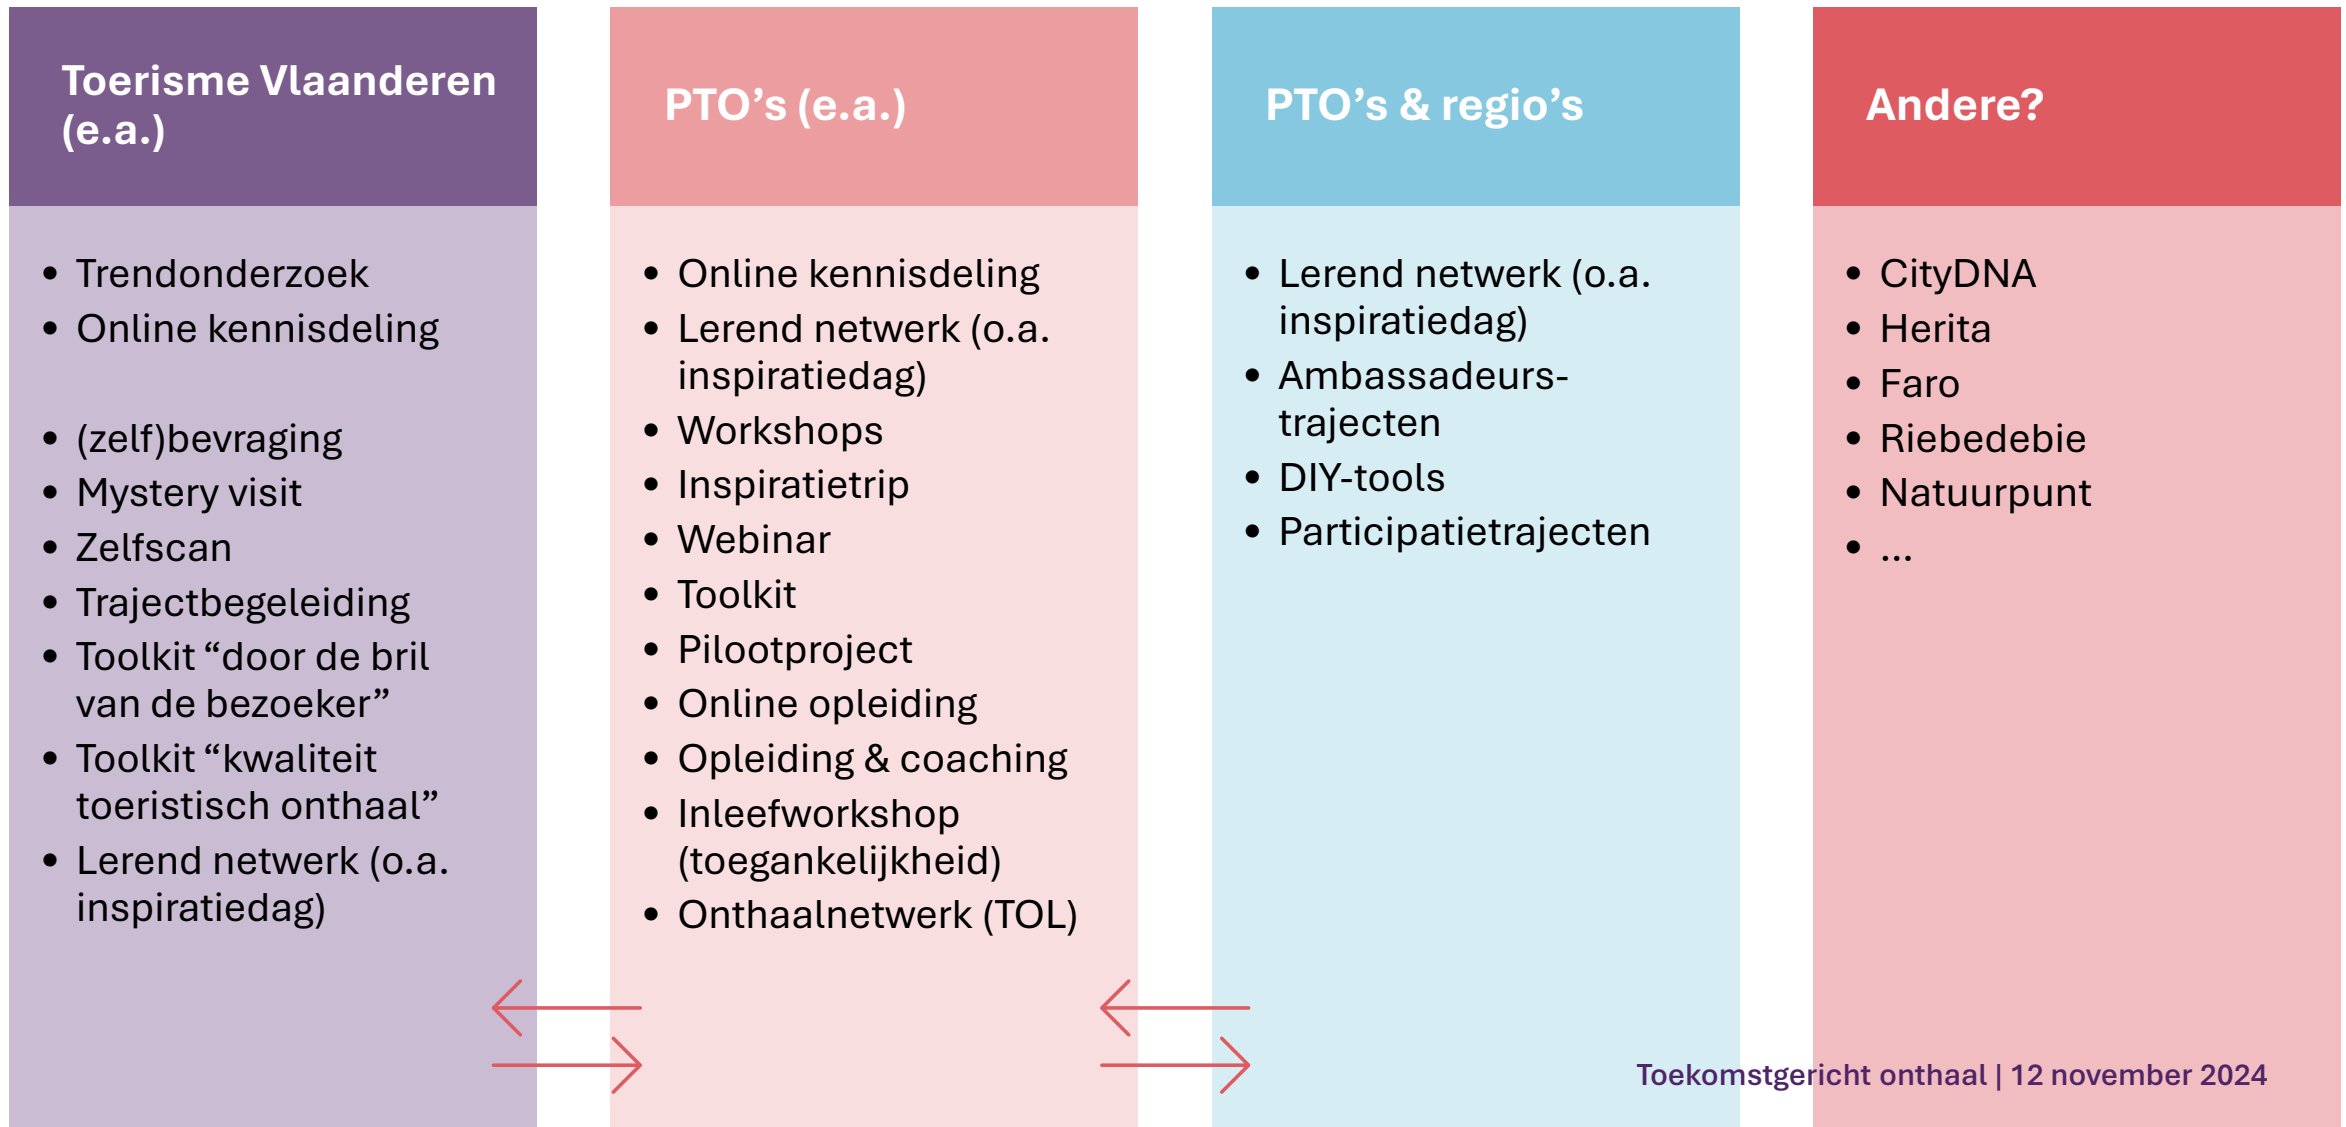 Toerisme Vlaanderen
(e.a.)
• Trendonderzoek
• Online kennisdeling
• (zelf)bevraging
• Mystery visit
• Zelfscan
• Trajectbegeleiding
• Toolkit “door de bril
van de bezoeker”
• Toolkit “kwaliteit
toeristisch onthaal”
• Lerend netwerk (o.a.
inspiratiedag)
PTO’s (e.a.)
• Online kennisdeling
• Lerend netwerk (o.a.
inspiratiedag)
• Workshops
• Inspiratietrip
• Webinar
• Toolkit
• Pilootproject
• Online opleiding
• Opleiding & coaching
• Inleefworkshop
(toegankelijkheid)
• Onthaalnetwerk (TOL)
PTO’s & regio’s
• Lerend netwerk (o.a.
inspiratiedag)
• Ambassadeurs-
trajecten
• DIY-tools
• Participatietrajecten
Andere?
• CityDNA
• Herita
• Faro
• Riebedebie
• Natuurpunt
• ...
Toekomstgericht onthaal | 12 november 2024